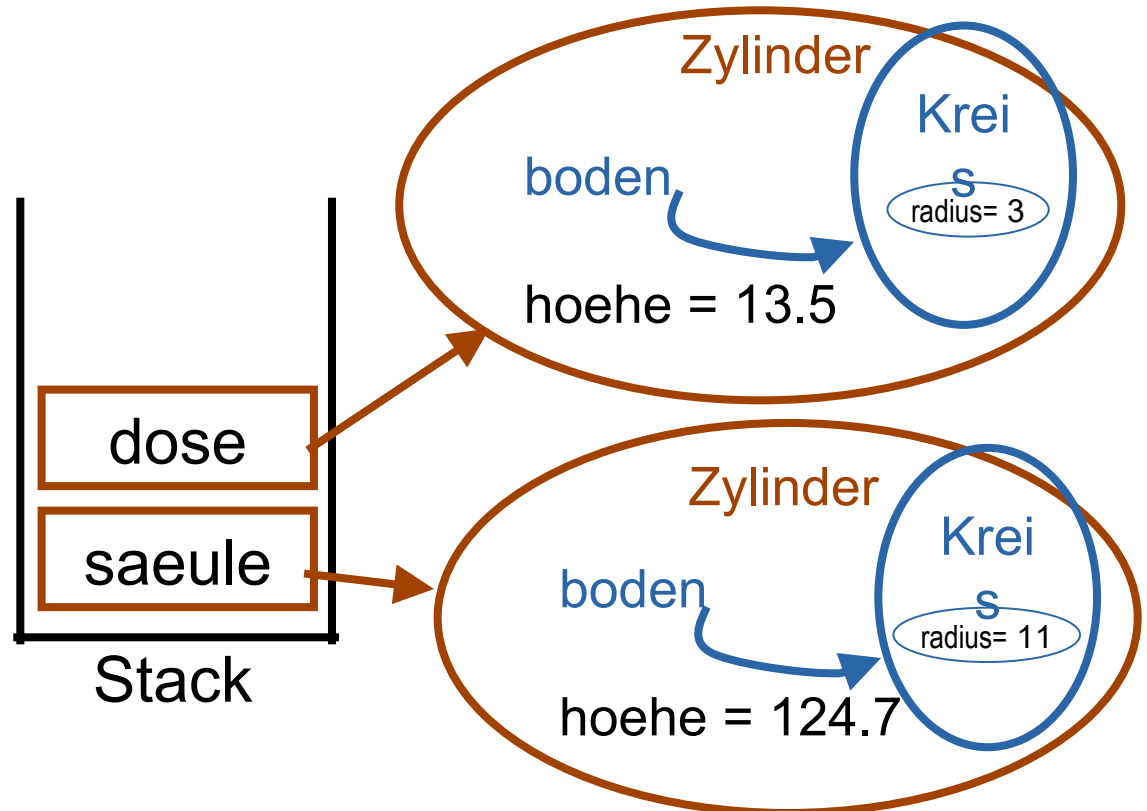 Zylinder
Krei
s
boden
radius= 3
hoehe = 13.5
dose
Zylinder
Krei
s
saeule
boden
radius= 11
Stack
hoehe = 124.7